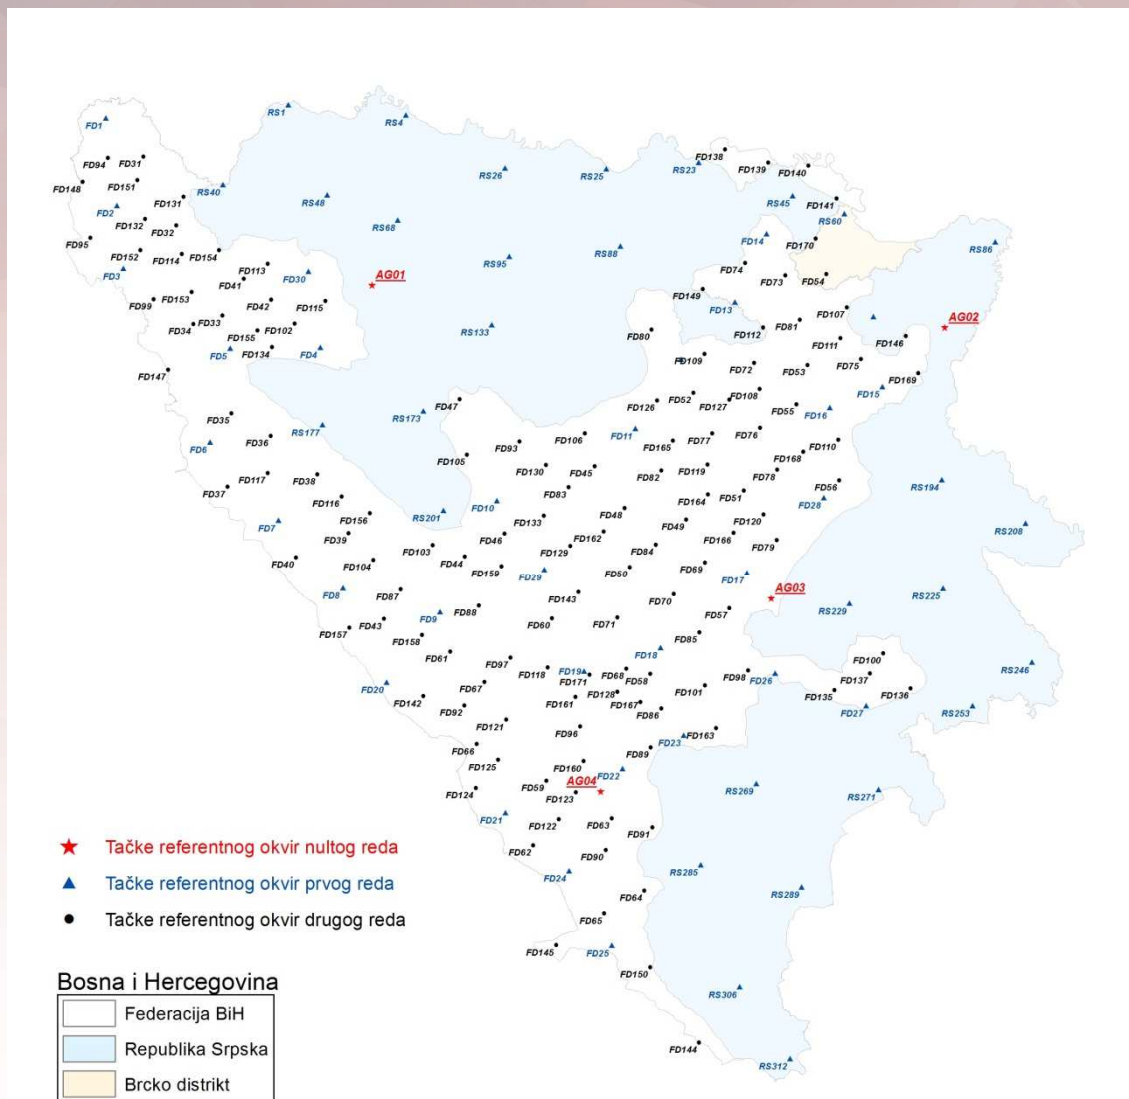 RS1
RS4
FD1
FD138
FD94
FD31
RS23
FD139
FD140
RS26
RS25
FD148
FD151
RS40
FD131
RS48
RS45
FD141
FD2
RS60
FD132
FD32
RS68
FD95
FD14
FD170
RS86
FD152
FD114
FD154
RS88
RS95
FD3
FD113
FD30
AG01
FD74
FD73
FD54
FD41
FD153
FD149
FD99
FD42
FD115
FD13
FD107
AG02
FD34
FD33
FD155
FD102
RS133
FD80
FD112
FD81
FD111
FD146
FD5
FD134
FD4
FD109
FD72
FD53
FD75
FD147
FD169
FD52
FD108
FD15
FD47
FD126
FD127
FD55
FD16
FD35
RS173
RS177
FD36
FD6
FD93
FD106
FD11
FD165
FD77
FD76
FD110
FD105
FD168
FD130
FD45
FD82
FD119
FD78
FD117
FD38
FD37
FD83
FD56
RS194
FD116
FD10
FD164
FD51
FD28
FD156
RS201
FD133
FD48
FD49
FD120
FD7
RS208
FD39
FD46
FD162
FD166
FD79
FD103
FD129
FD84
FD40
FD104
FD44
FD159
FD29
FD50
FD69
FD17
AG03
FD8
FD87
FD143
FD70
RS225
FD9
FD88
RS229
FD57
FD157
FD43
FD60
FD71
FD158
FD85
FD61
FD18
FD100
FD97
FD118
FD19
FD68
FD58
FD98
FD26
FD137
RS246
FD171
FD20
FD67
FD128
FD101
FD135
FD136
FD142
FD92
FD161
FD167
FD86
FD27
RS253
FD121
FD96
FD163
FD23
FD66
FD89
FD125
FD160
FD22
AG04
FD59
RS269
RS271
FD124
FD123
FD21
FD122
FD63
FD91
FD62
FD90
RS285
FD24
RS289
FD64
FD65
FD145
FD25
FD150
RS306
FD144
RS312
Tačke referentnog okvir nultog reda
Tačke referentnog okvir prvog reda
Tačke referentnog okvir drugog reda
Bosna i Hercegovina
Federacija BiH
Republika Srpska
Brcko distrikt